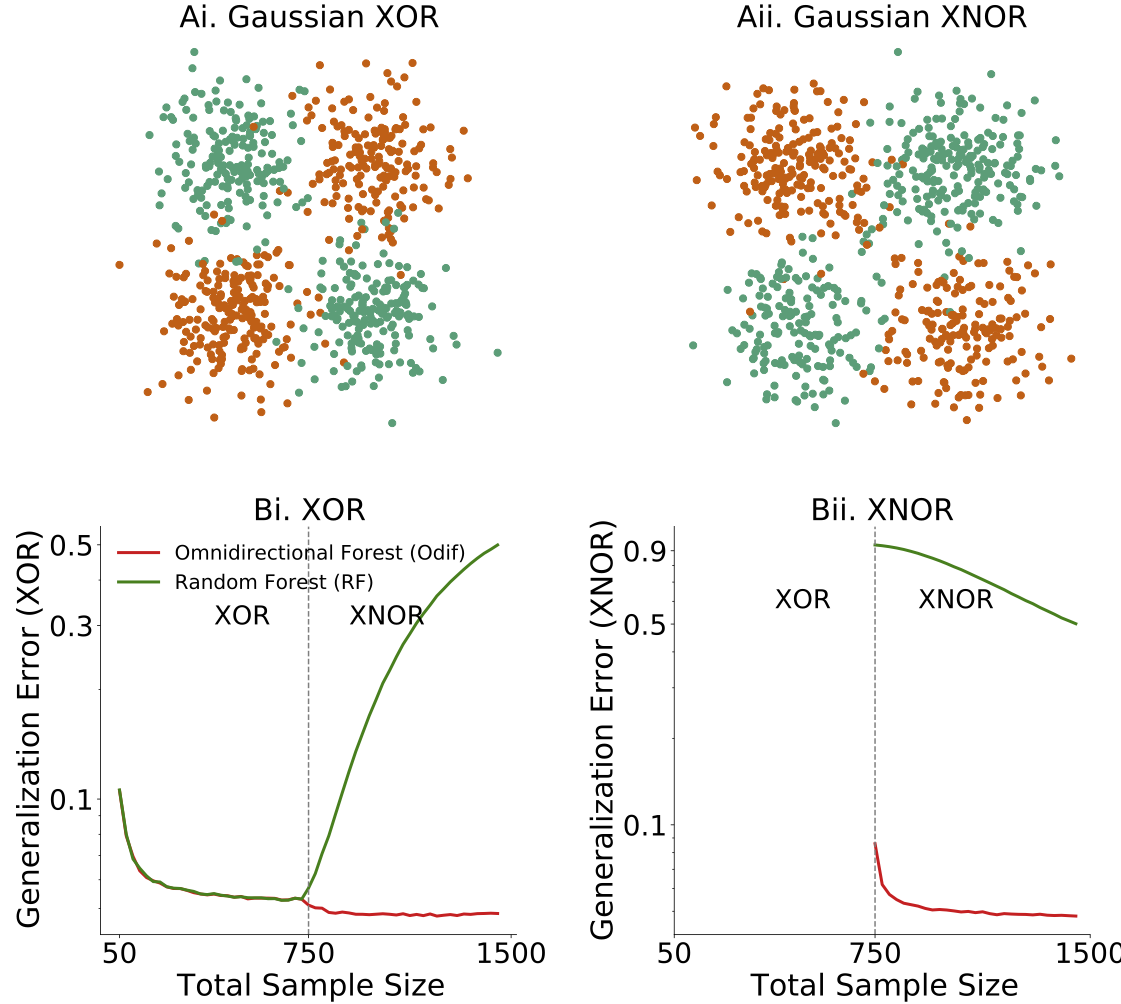 Ai. Gaussian XOR
Aii. Gaussian XNOR
Bi. XOR
Generalization Error (XOR)
0.5
0.3
0.1
Omnidirectional Forest (Odif)
Random Forest (RF)
XOR
XNOR
50
750
1500
Total Sample Size
Bii. XNOR
Generalization Error (XNOR)
0.9
0.5
0.1
XOR
XNOR
50
750
1500
Total Sample Size